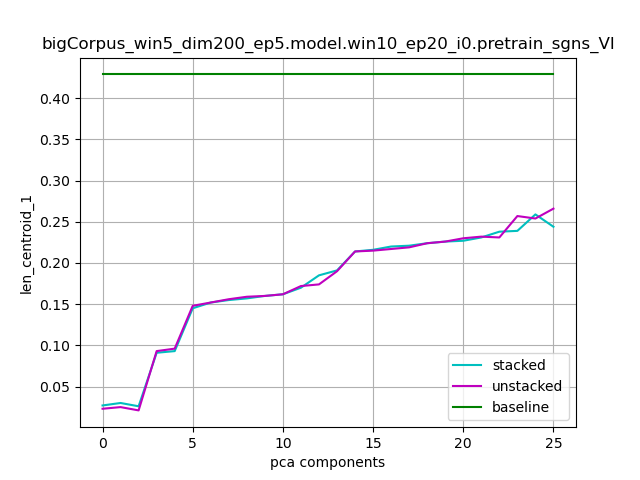 bigCorpus_win5_dim200_ep5.model.win10_ep20_i0.pretrain_sgns_VI
0.40
0.35
0.30
0.25
0.20
0.15
0.10
0.05
len_centroid_1
stacked
unstacked
baseline
0 5 10 15 20 25
pca components